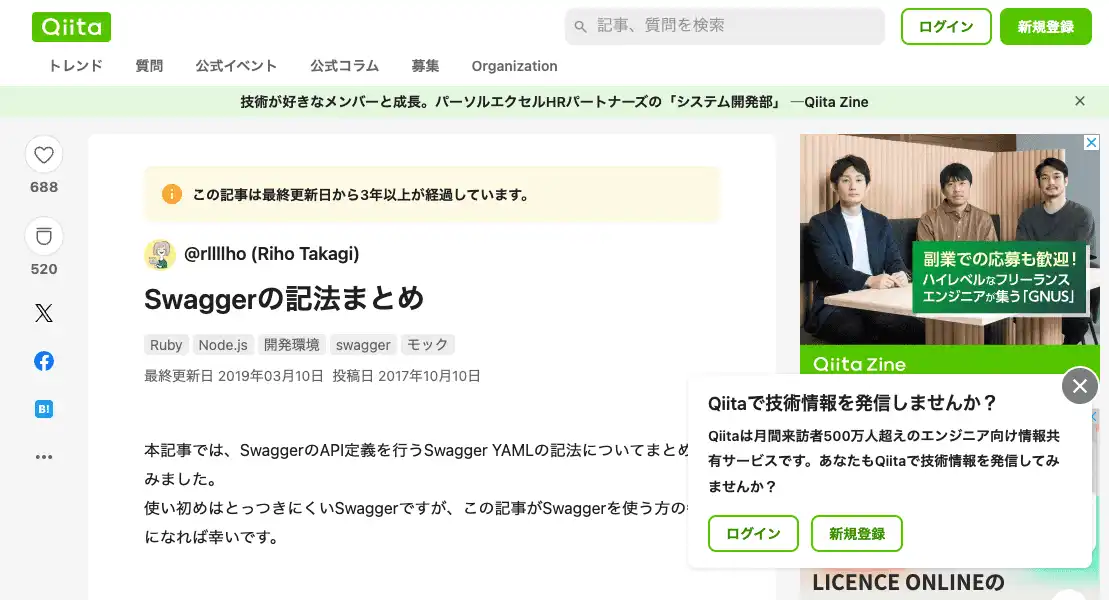 Qiita
記事、質問を検索
ログイン
新規登録
トレンド 質問 公式イベント 公式コラム 募集 Organization
技術が好きなメンバーと成長。パーソルエクセルHRパートナーズの「システム開発部」 ―Qiita Zine
688
520
B!
この記事は最終更新日から3年以上が経過しています。
@rllllho (Riho Takagi)
Swaggerの記法まとめ
Ruby Node.js 開発環境 swagger モック
最終更新日 2019年03月10日 投稿日 2017年10月10日
本記事では、SwaggerのAPI定義を行うSwagger YAMLの記法についてまとめ
みました。
使い初めはとっつきにくいSwaggerですが、この記事がSwaggerを使う方の
になれば幸いです。
副業での応募も歓迎!
ハイレベルなフリーランス
エンジニアが集う「GNUS」
Qiita Zine
Qiitaで技術情報を発信しませんか？
Qiitaは月間来訪者500万人超えのエンジニア向け情報共
有サービスです。あなたもQiitaで技術情報を発信してみ
ませんか？
ログイン
新規登録
LICENCE ONLINEの